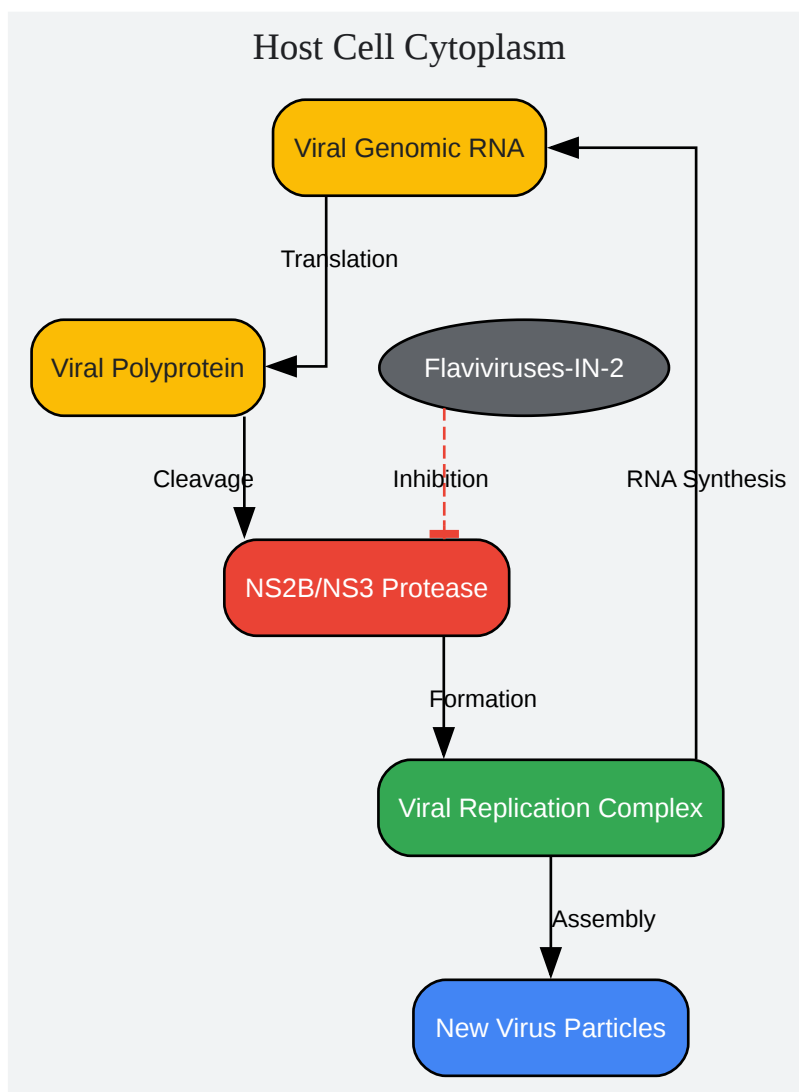 Host Cell Cytoplasm
Viral Genomic RNA
Translation
Viral Polyprotein
Flaviviruses-IN-2
Cleavage
Inhibition
RNA Synthesis
NS2B/NS3 Protease
Formation
Viral Replication Complex
Assembly
New Virus Particles